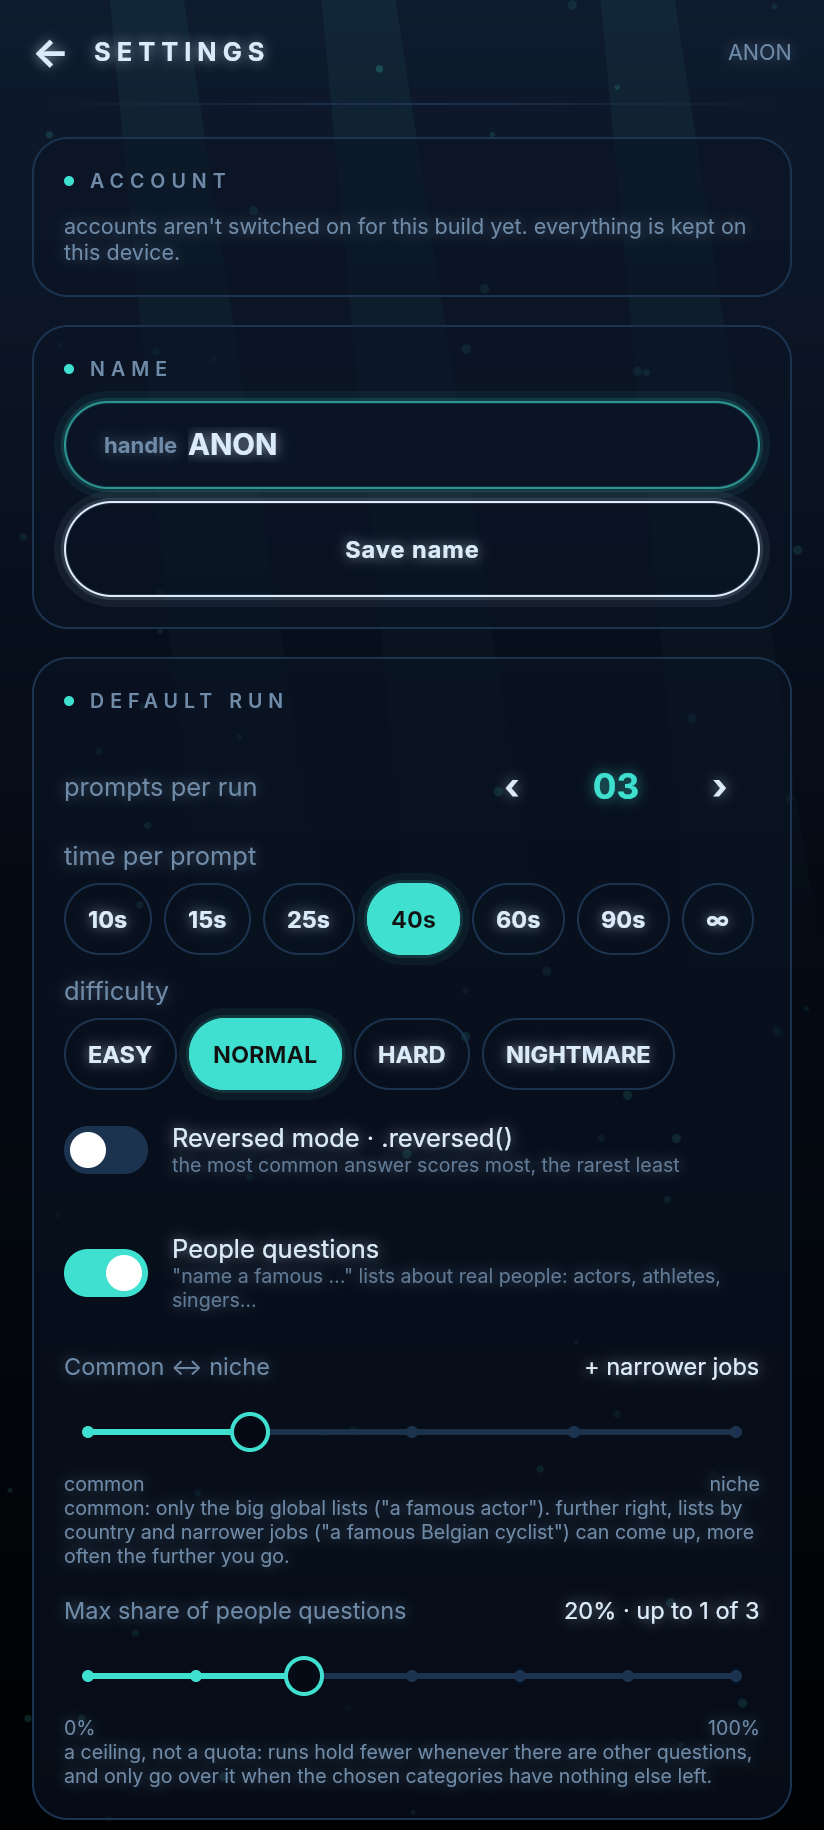 ← SETTINGS ANON
ACCOUNT
accounts aren't switched on for this build yet. everything is kept on
this device.
NAME
handle ANON
Save name
DEFAULT RUN
prompts per run ‹ 03 ›
time per prompt
10s 15s 25s 40s 60s 90s ∞
difficulty
EASY NORMAL HARD NIGHTMARE
Reversed mode · .reversed()
the most common answer scores most, the rarest least
People questions
"name a famous …" lists about real people: actors, athletes,
singers…
Common ↔ niche + narrower jobs
common niche
common: only the big global lists ("a famous actor"). further right, lists by
country and narrower jobs ("a famous Belgian cyclist") can come up, more
often the further you go.
Max share of people questions 20% · up to 1 of 3
0% 100%
a ceiling, not a quota: runs hold fewer whenever there are other questions,
and only go over it when the chosen categories have nothing else left.